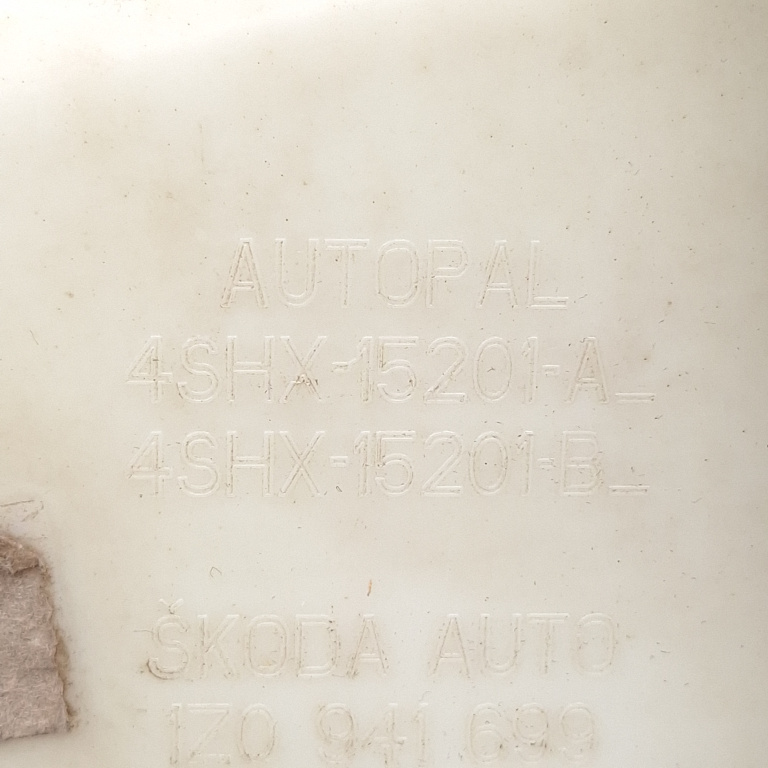 AUTOPAL
4SHX-15201-A_
4SHX-15201-B_
ŠKODA AUTO
1Z0 941 699